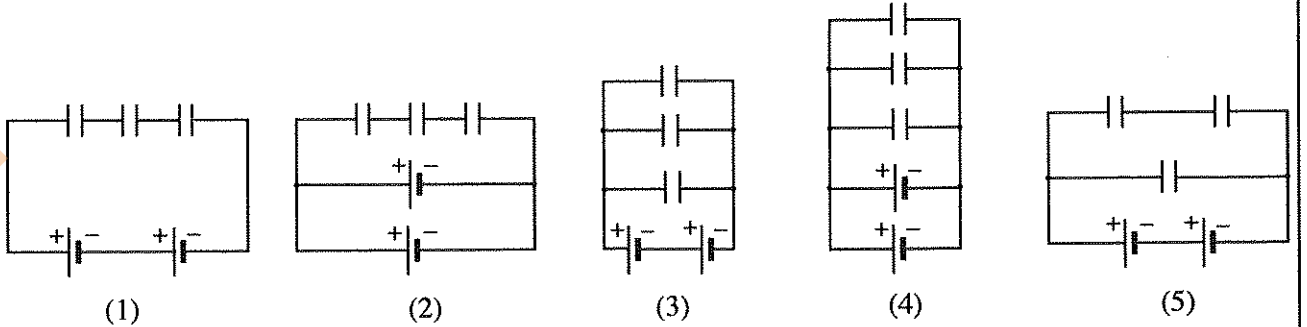 + − + −
+ −
+ −
+ − + −
+ −
+ −
+ − + −
(1) (2) (3) (4) (5)